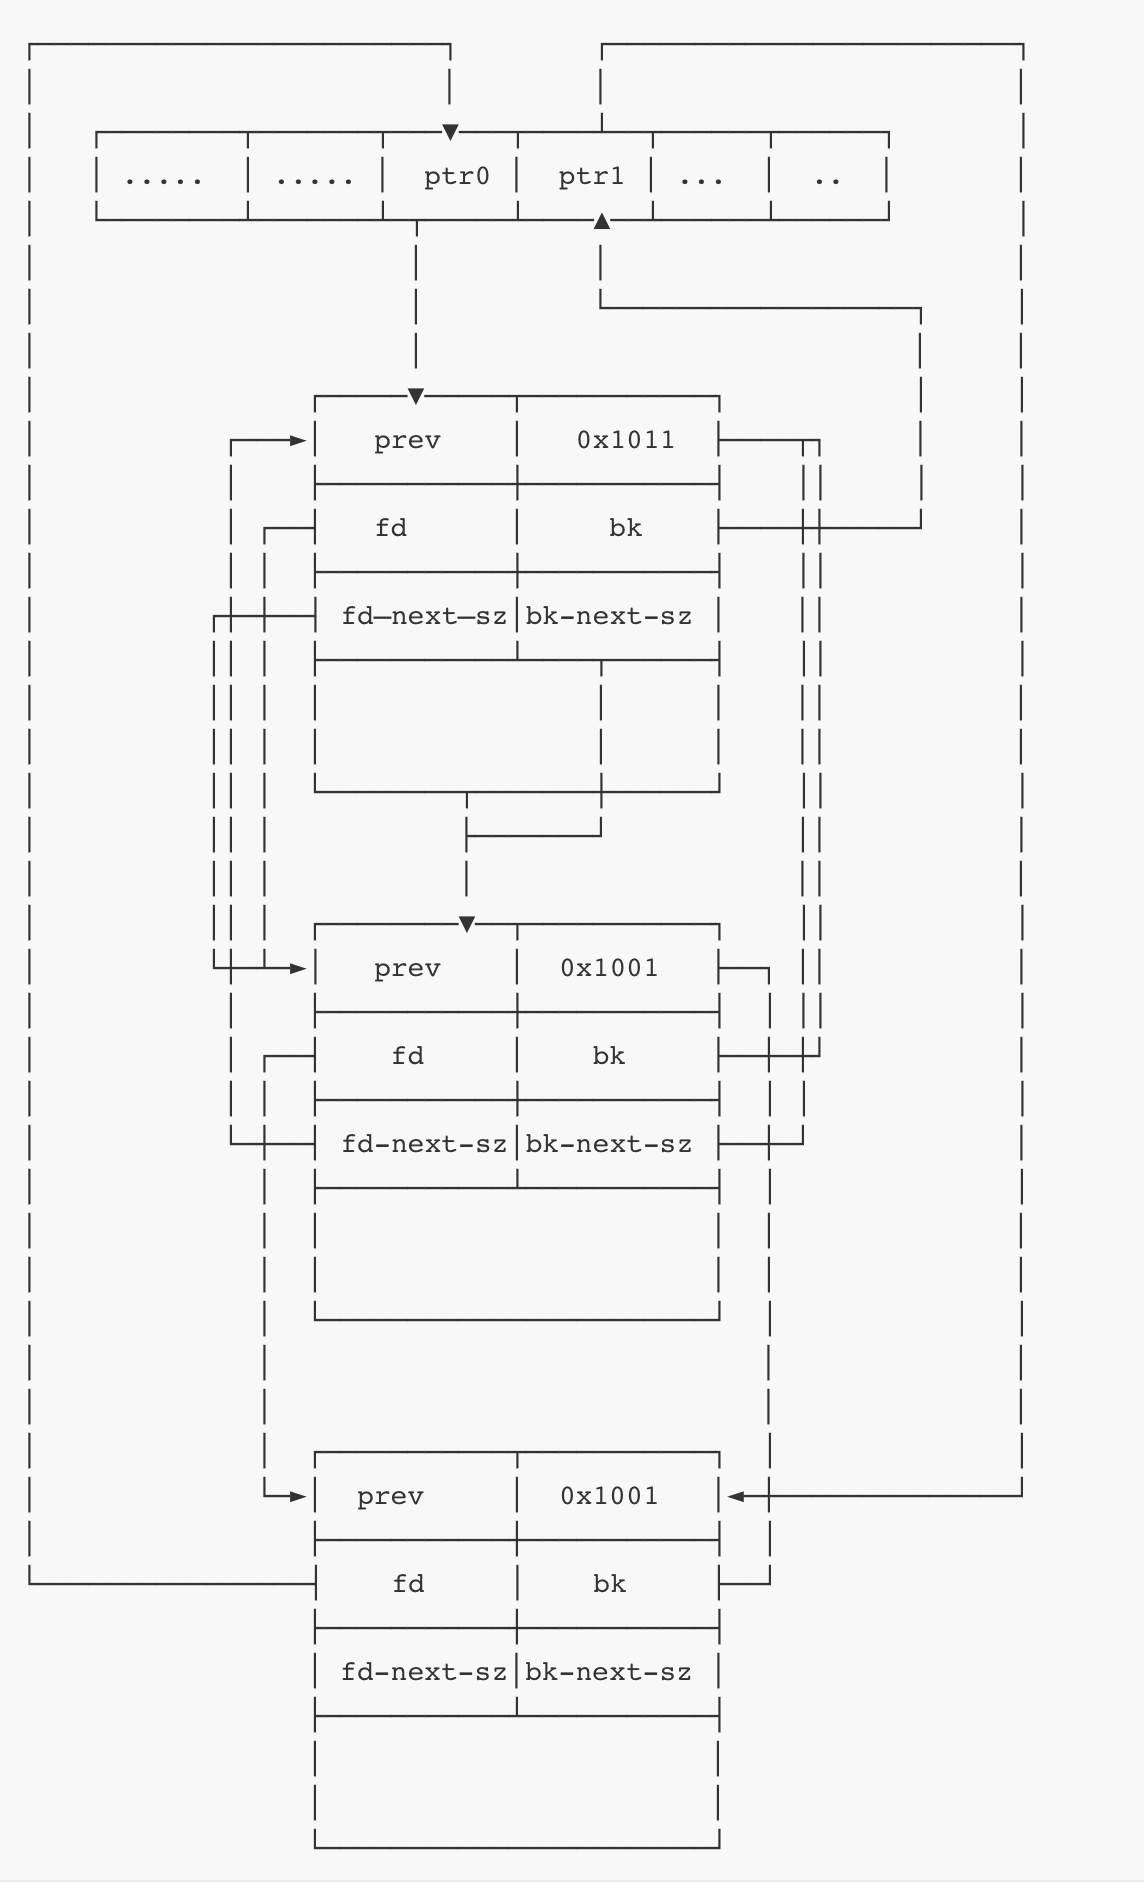 ..... ..... ptr0 ptr1 ... ..
prev 0x1011
fd bk
fd—next—sz bk-next-sz
prev 0x1001
fd bk
fd-next-sz bk-next-sz
prev 0x1001
fd bk
fd-next-sz bk-next-sz